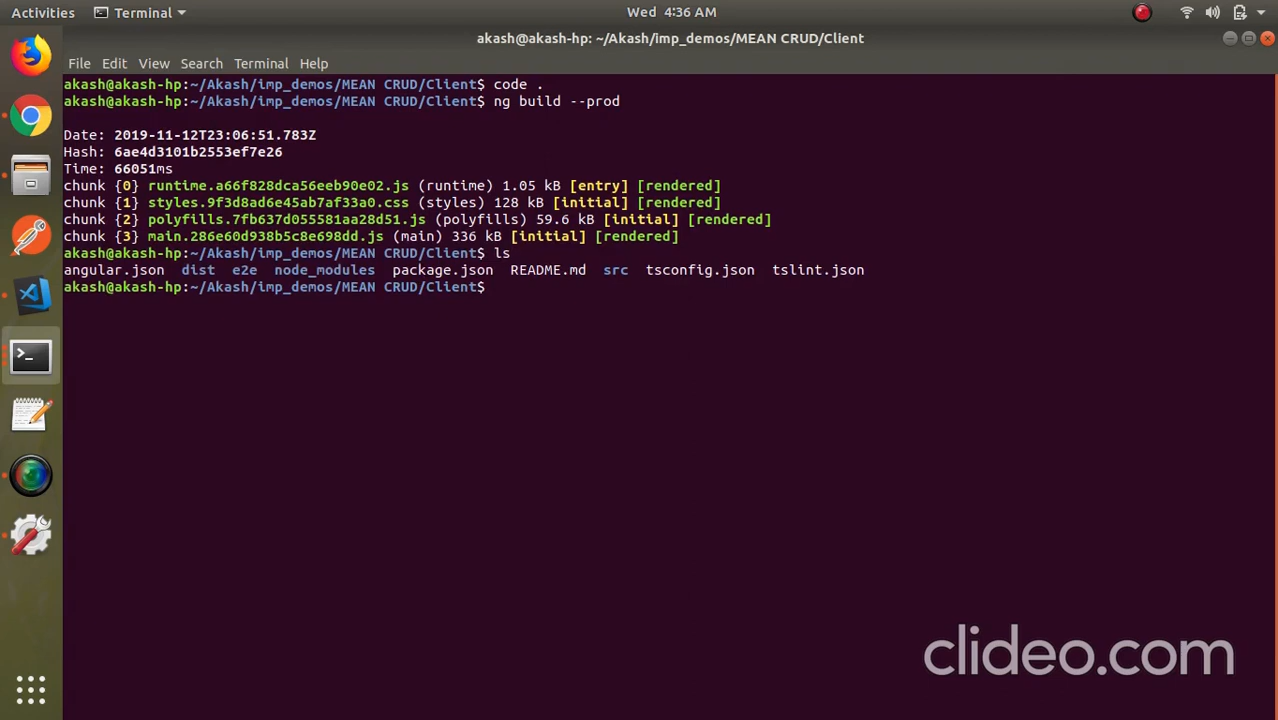 Activities Terminal Wed 4:36 AM
akash@akash-hp: ~/Akash/imp_demos/MEAN CRUD/Client
File Edit View Search Terminal Help
akash@akash-hp:~/Akash/imp_demos/MEAN CRUD/Client$ code .
akash@akash-hp:~/Akash/imp_demos/MEAN CRUD/Client$ ng build --prod
Date: 2019-11-12T23:06:51.783Z
Hash: 6ae4d3101b2553ef7e26
Time: 66051ms
chunk {0} runtime.a66f828dca56eeb90e02.js (runtime) 1.05 kB [entry] [rendered]
chunk {1} styles.9f3d8ad6e45ab7af33a0.css (styles) 128 kB [initial] [rendered]
chunk {2} polyfills.7fb637d055581aa28d51.js (polyfills) 59.6 kB [initial] [rendered]
chunk {3} main.286e60d938b5c8e698dd.js (main) 336 kB [initial] [rendered]
akash@akash-hp:~/Akash/imp_demos/MEAN CRUD/Client$ ls
angular.json dist e2e node_modules package.json README.md src tsconfig.json tslint.json
akash@akash-hp:~/Akash/imp_demos/MEAN CRUD/Client$
clideo.com